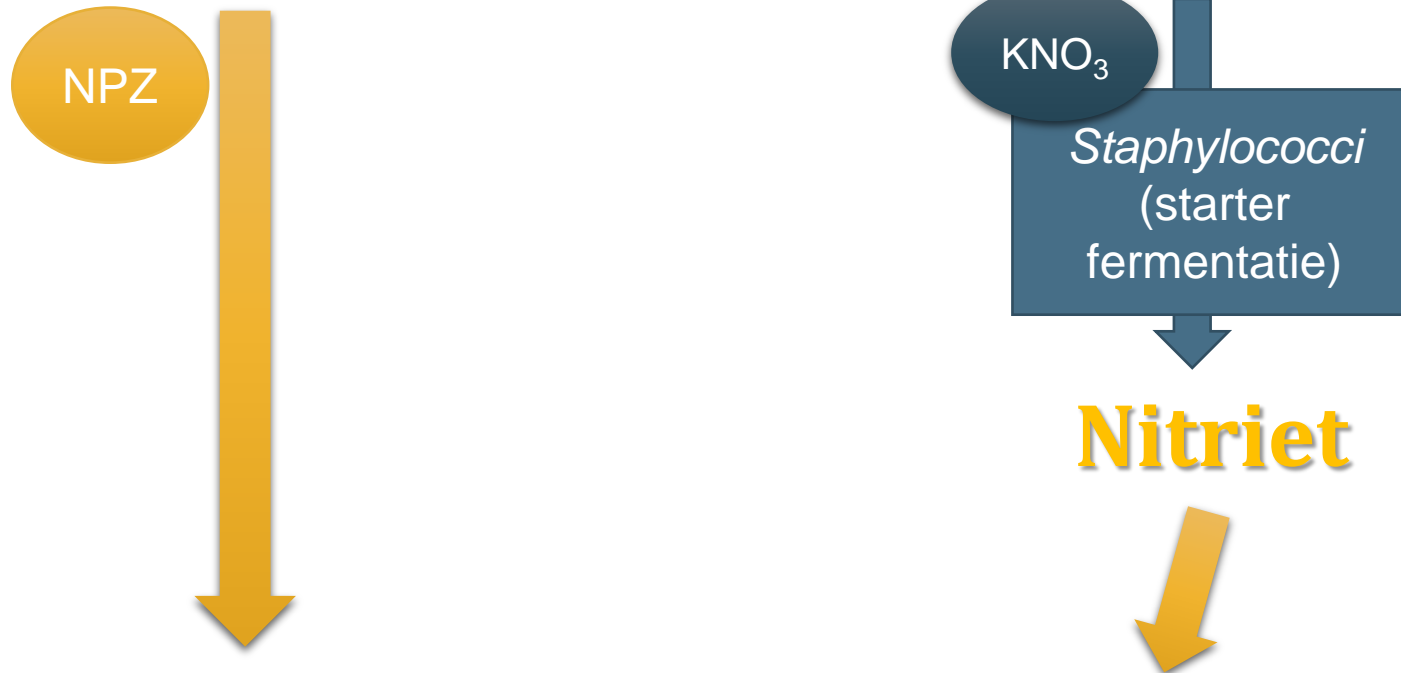 NPZ
KNO₃
Staphylococci
(starter
fermentatie)
Nitriet